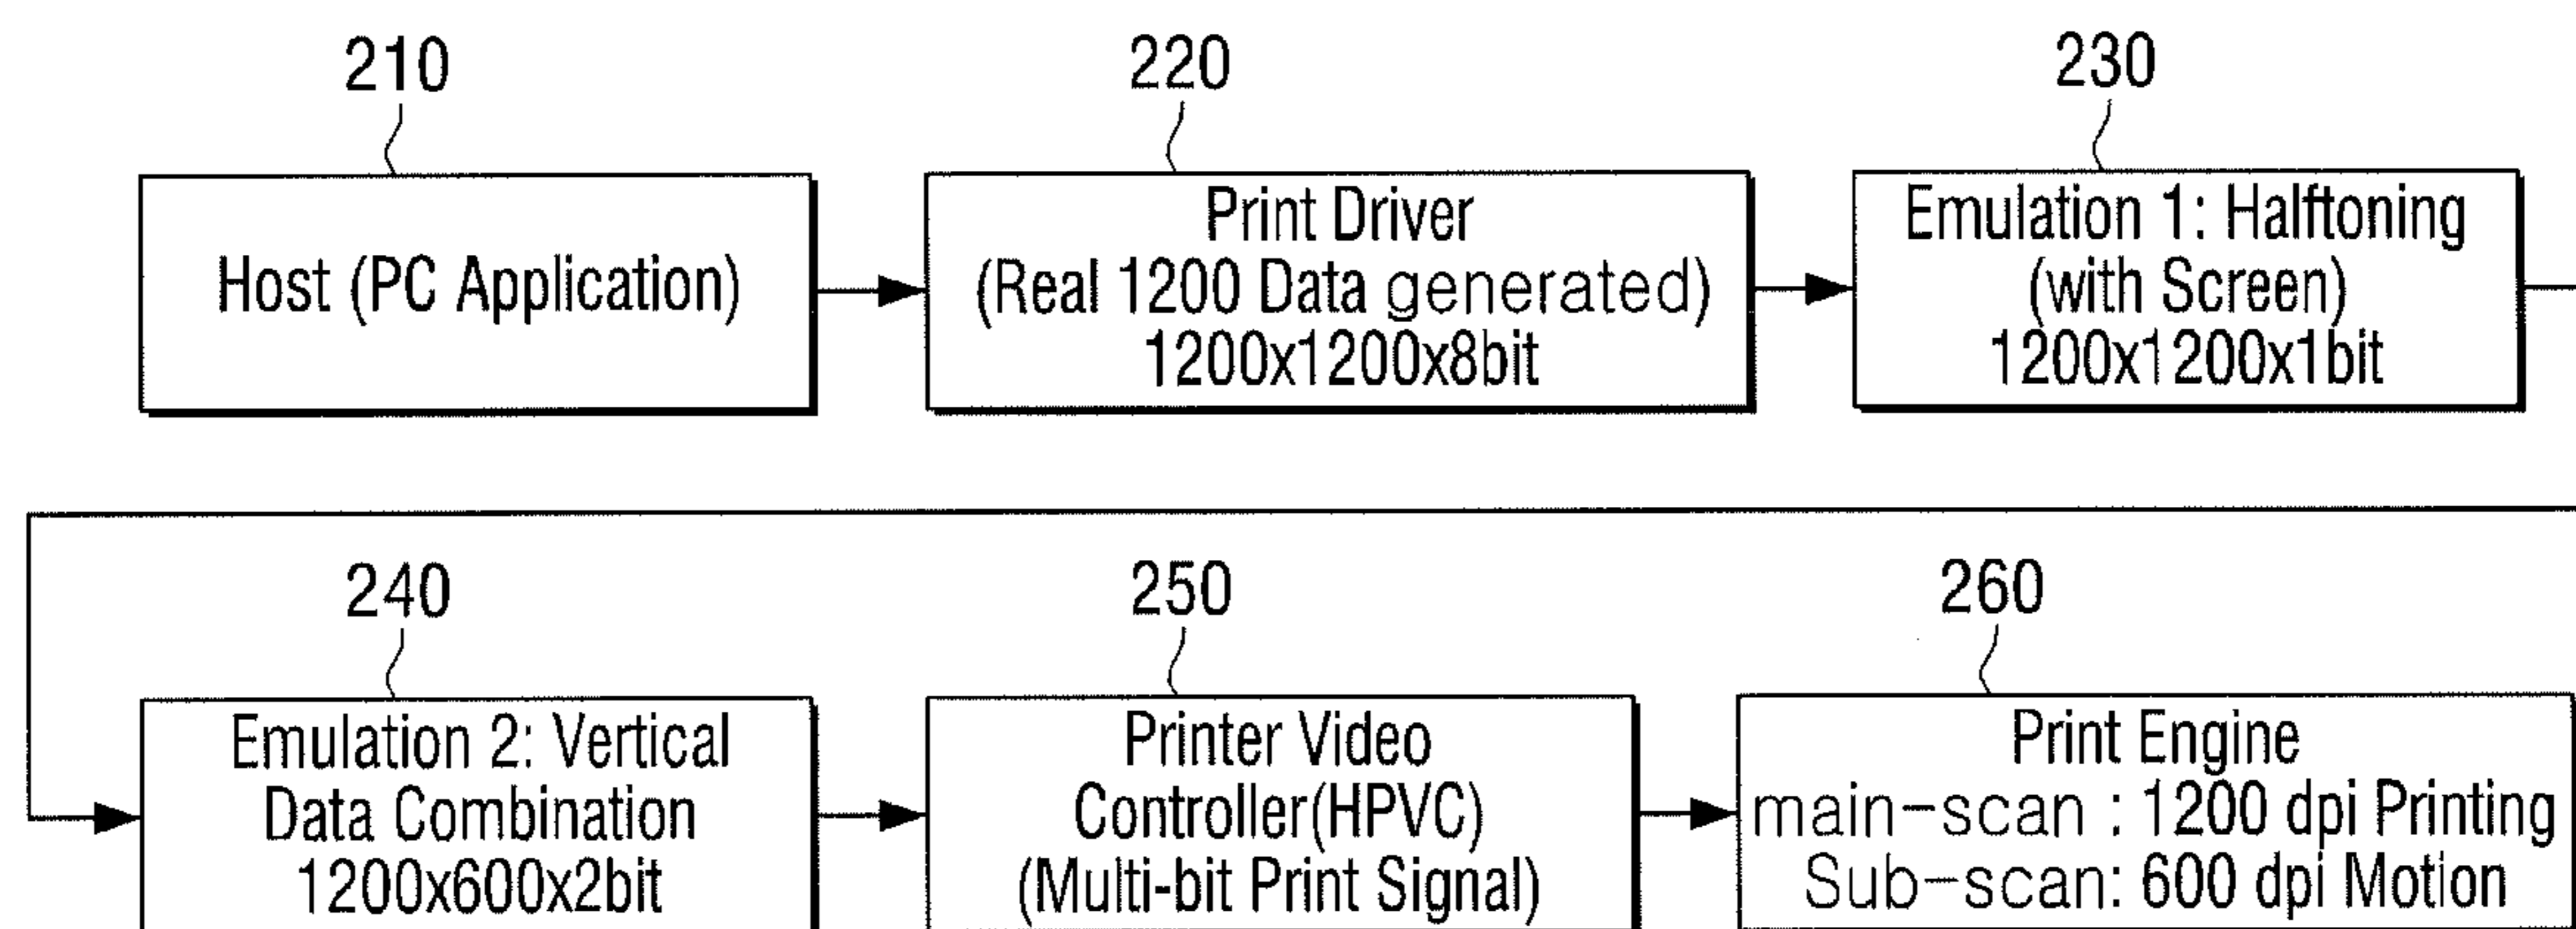 210
220
230
Host (PC Application)
Print Driver
(Real 1200 Data generated)
1200x1200x8bit
Emulation 1: Halftoning
(with Screen)
1200x1200x1bit
240
250
260
Emulation 2: Vertical
Data Combination
1200x600x2bit
Printer Video
Controller(HPVC)
(Multi-bit Print Signal)
Print Engine
main-scan : 1200 dpi Printing
Sub-scan: 600 dpi Motion